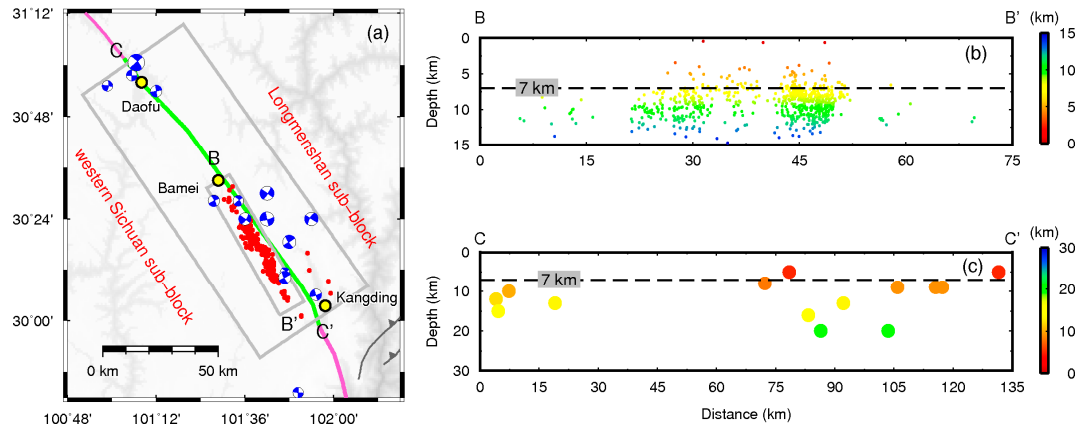 31°12'
30°48'
30°24'
30°00'
100°48'
101°12'
101°36'
102°00'
(a)
C
Daofu
Longmenshan sub-block
B
Bamei
western Sichuan sub-block
Kangding
B'
C'
0 km
50 km
B
B'
(km)
(b)
Depth (km)
0
5
10
15
7 km
0
15
30
45
60
75
15
10
5
0
C
C'
(km)
(c)
Depth (km)
0
10
20
30
7 km
0
15
30
45
60
75
90
105
120
135
Distance (km)
30
20
10
0